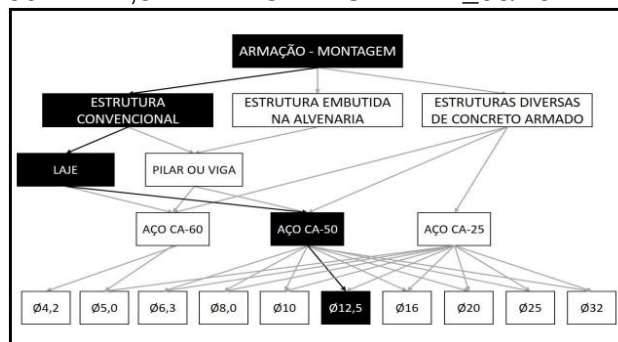 ARMAÇÃO - MONTAGEM
ESTRUTURA
CONVENCIONAL
ESTRUTURA EMBUTIDA
NA ALVENARIA
ESTRUTURAS DIVERSAS
DE CONCRETO ARMADO
LAJE
PILAR OU VIGA
AÇO CA-60
AÇO CA-50
AÇO CA-25
Ø4,2
Ø5,0
Ø6,3
Ø8,0
Ø10
Ø12,5
Ø16
Ø20
Ø25
Ø32